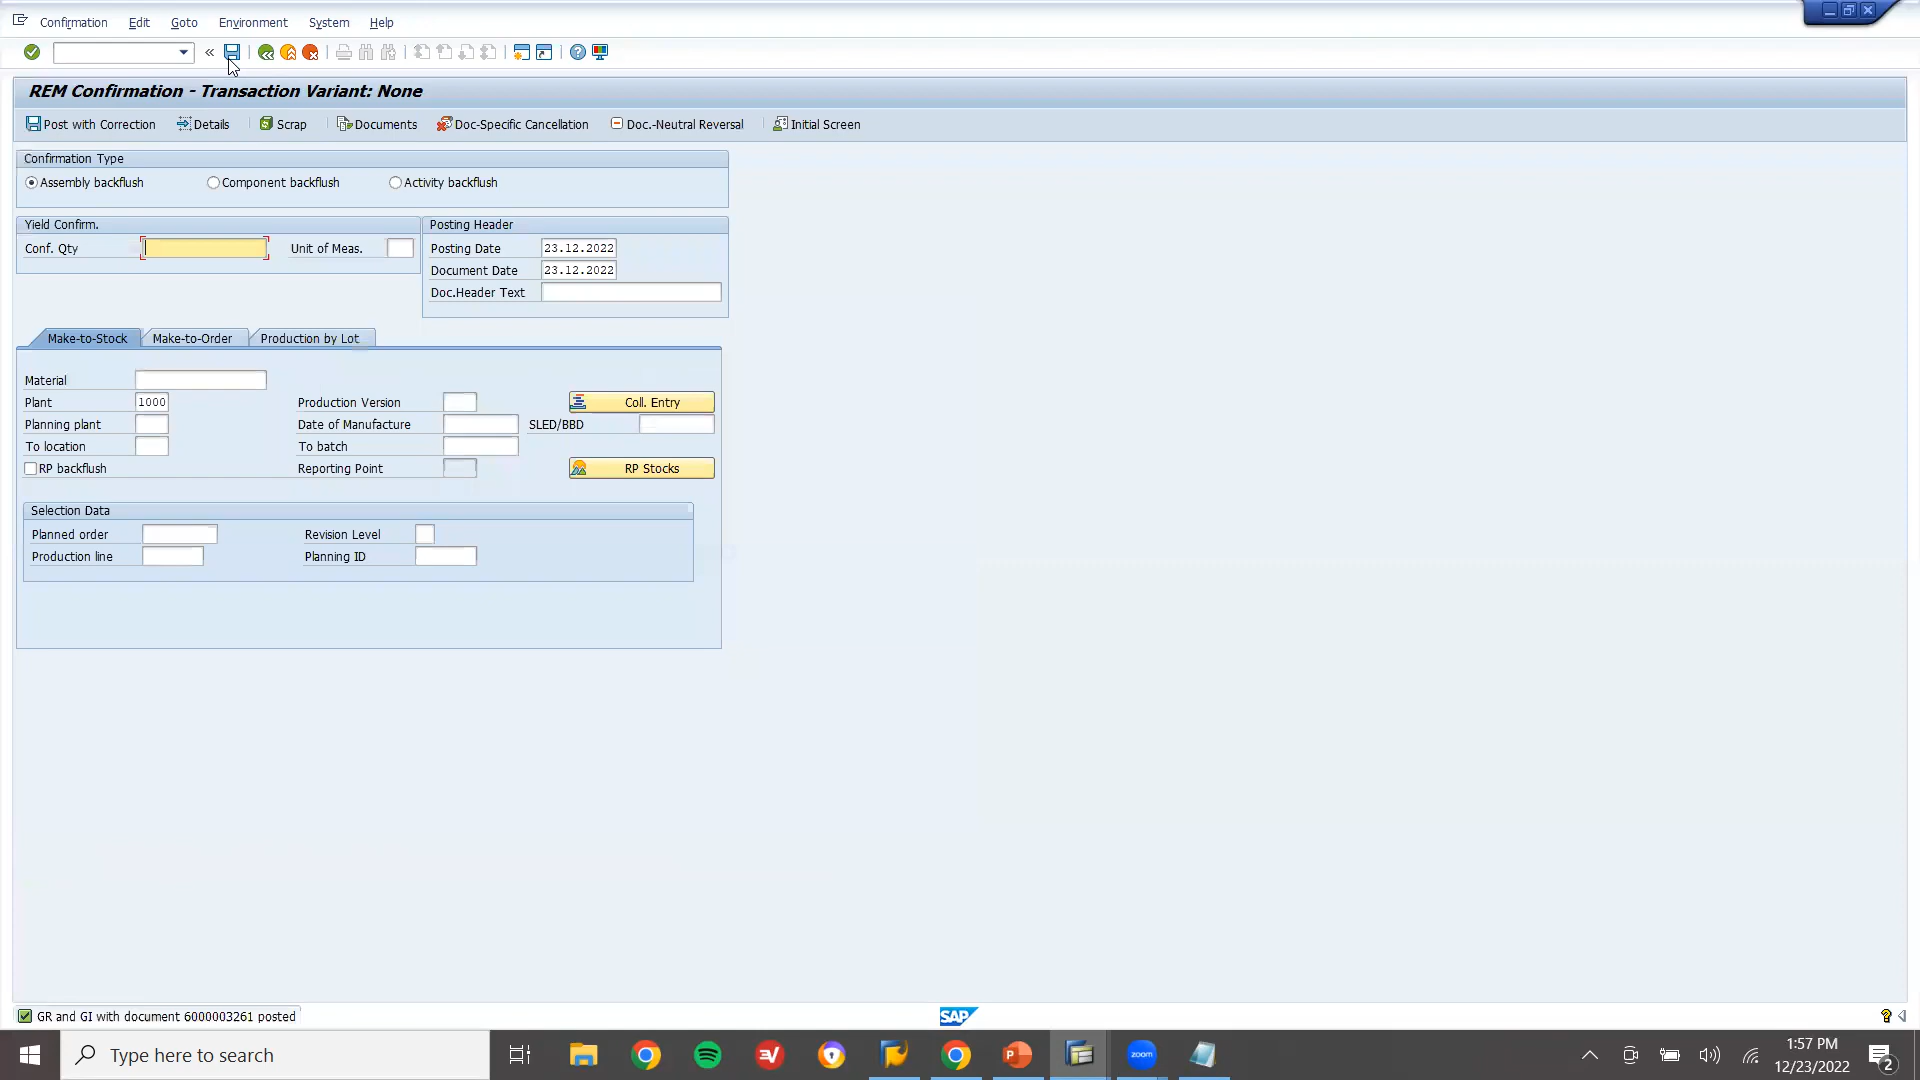 Confirmation Edit Goto Environment System Help
REM Confirmation - Transaction Variant: None
Post with Correction Details Scrap Documents Doc-Specific Cancellation Doc.-Neutral Reversal Initial Screen
Confirmation Type
Assembly backflush Component backflush Activity backflush
Yield Confirm. Posting Header
Conf. Qty Unit of Meas. Posting Date 23.12.2022
Document Date 23.12.2022
Doc.Header Text
Make-to-Stock Make-to-Order Production by Lot
Material
Plant 1000 Production Version Coll. Entry
Planning plant Date of Manufacture SLED/BBD
To location To batch
RP backflush Reporting Point RP Stocks
Selection Data
Planned order Revision Level
Production line Planning ID
GR and GI with document 6000003261 posted SAP
Type here to search zoom 1:57 PM
12/23/2022 2